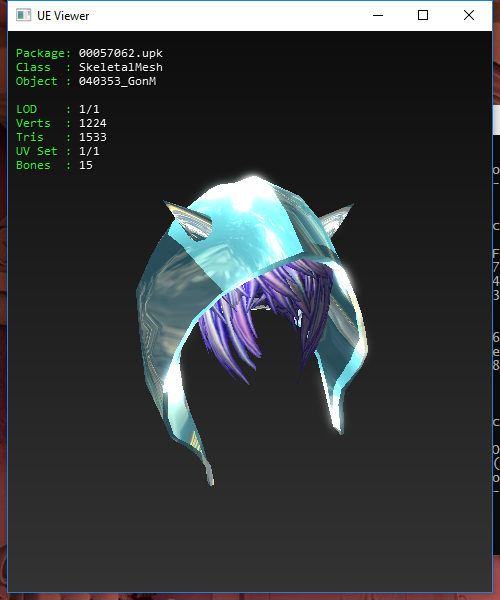 UE Viewer
Package: 00057062.upk
Class : SkeletalMesh
Object : 040353_GonM
LOD : 1/1
Verts : 1224
Tris : 1533
UV Set : 1/1
Bones : 15